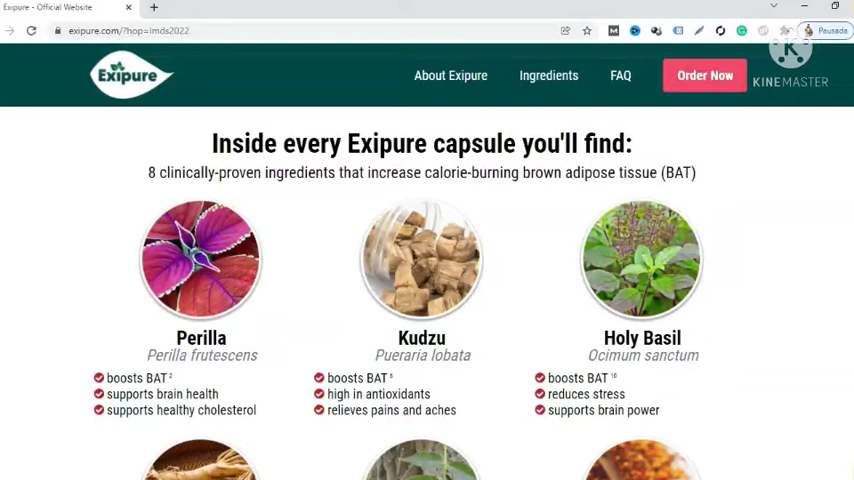 Exipure - Official Website
exipure.com/?hop=lmds2022
Pausada
Exipure
About Exipure
Ingredients
FAQ
Order Now
K
KINEMASTER
Inside every Exipure capsule you'll find:
8 clinically-proven ingredients that increase calorie-burning brown adipose tissue (BAT)
Perilla
Perilla frutescens
boosts BAT 2
supports brain health
supports healthy cholesterol
Kudzu
Pueraria lobata
boosts BAT 6
high in antioxidants
relieves pains and aches
Holy Basil
Ocimum sanctum
boosts BAT 10
reduces stress
supports brain power